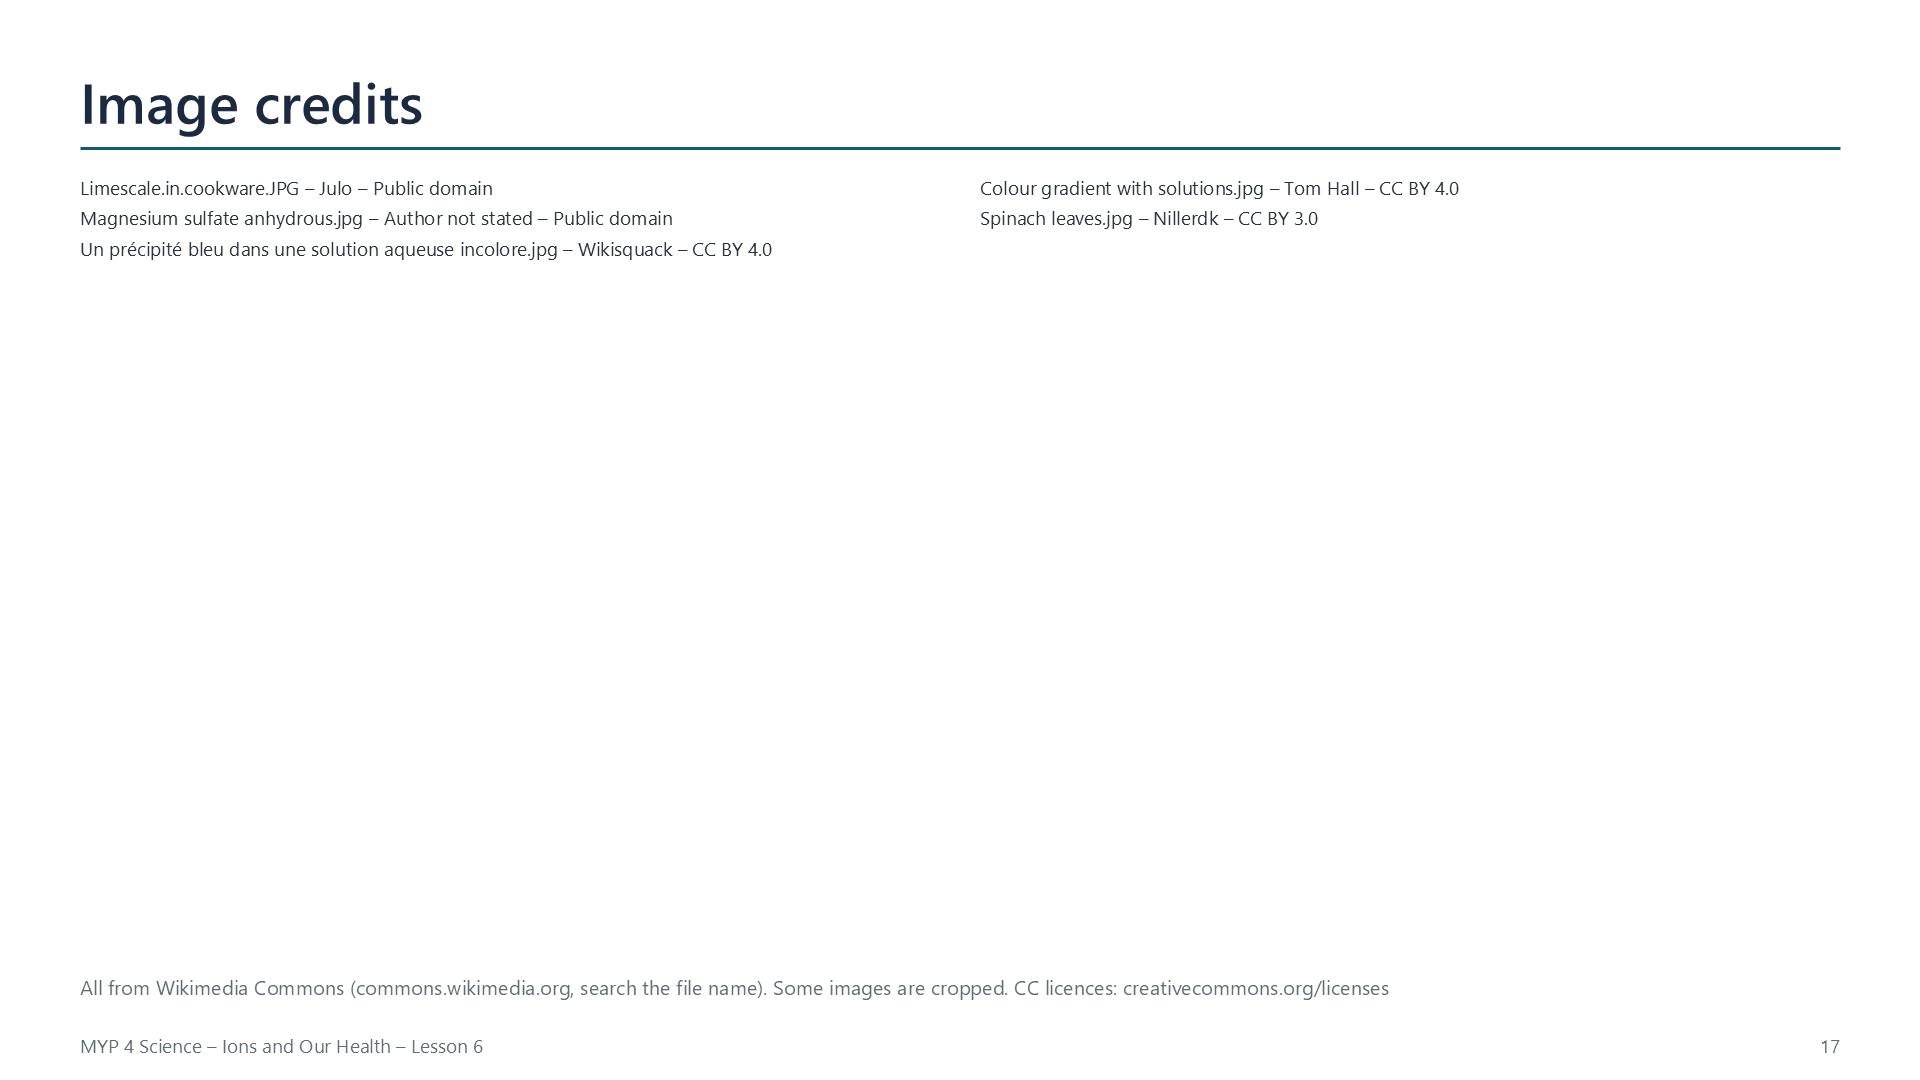 Image credits
Limescale.in.cookware.JPG – Julo – Public domain
Magnesium sulfate anhydrous.jpg – Author not stated – Public domain
Un précipité bleu dans une solution aqueuse incolore.jpg – Wikisquack – CC BY 4.0
Colour gradient with solutions.jpg – Tom Hall – CC BY 4.0
Spinach leaves.jpg – Nillerdk – CC BY 3.0
All from Wikimedia Commons (commons.wikimedia.org, search the file name). Some images are cropped. CC licences: creativecommons.org/licenses
MYP 4 Science – Ions and Our Health – Lesson 6
17